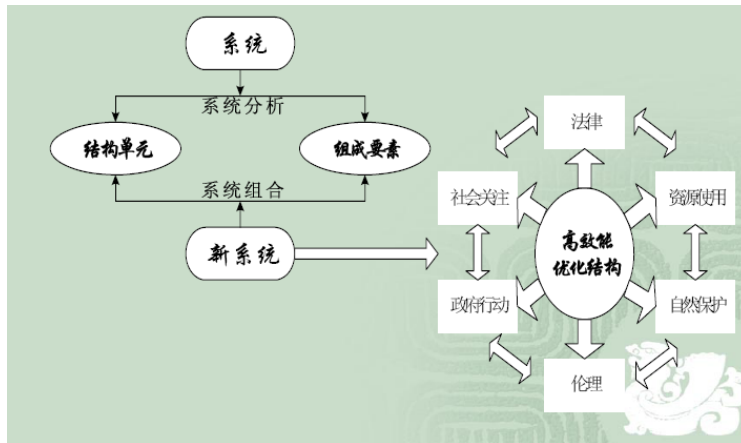 系统
系统分析
结构单元
组成要素
系统组合
新系统
法律
社会关注
资源使用
高效能
优化结构
政府行动
自然保护
伦理